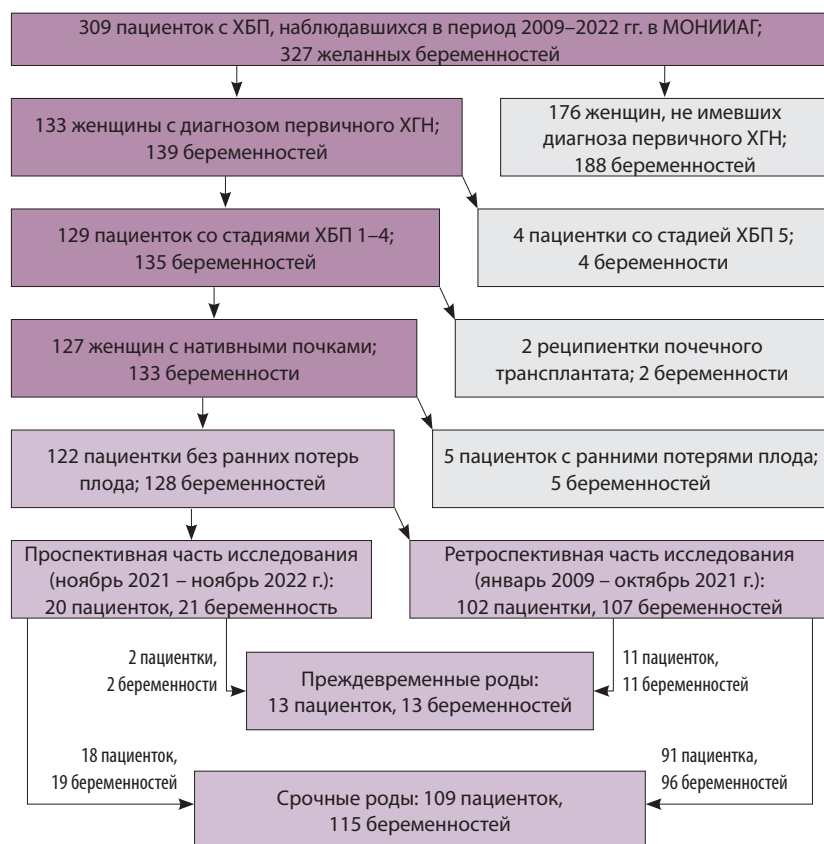 309 пациенток с ХБП, наблюдавшихся в период 2009–2022 гг. в МОНИИАГ;
327 желанных беременностей
133 женщины с диагнозом первичного ХГН;
139 беременностей
176 женщин, не имевших
диагноза первичного ХГН;
188 беременностей
129 пациенток со стадиями ХБП 1–4;
135 беременностей
4 пациентки со стадией ХБП 5;
4 беременности
127 женщин с нативными почками;
133 беременности
2 реципиентки почечного
трансплантата; 2 беременности
122 пациентки без ранних потерь
плода; 128 беременностей
5 пациенток с ранними потерями плода;
5 беременностей
Проспективная часть исследования
(ноябрь 2021 – ноябрь 2022 г.):
20 пациенток, 21 беременность
Ретроспективная часть исследования
(январь 2009 – октябрь 2021 г.):
102 пациентки, 107 беременностей
2 пациентки,
2 беременности
Преждевременные роды:
13 пациенток, 13 беременностей
11 пациенток,
11 беременностей
18 пациенток,
19 беременностей
Срочные роды: 109 пациенток,
115 беременностей
91 пациентка,
96 беременностей